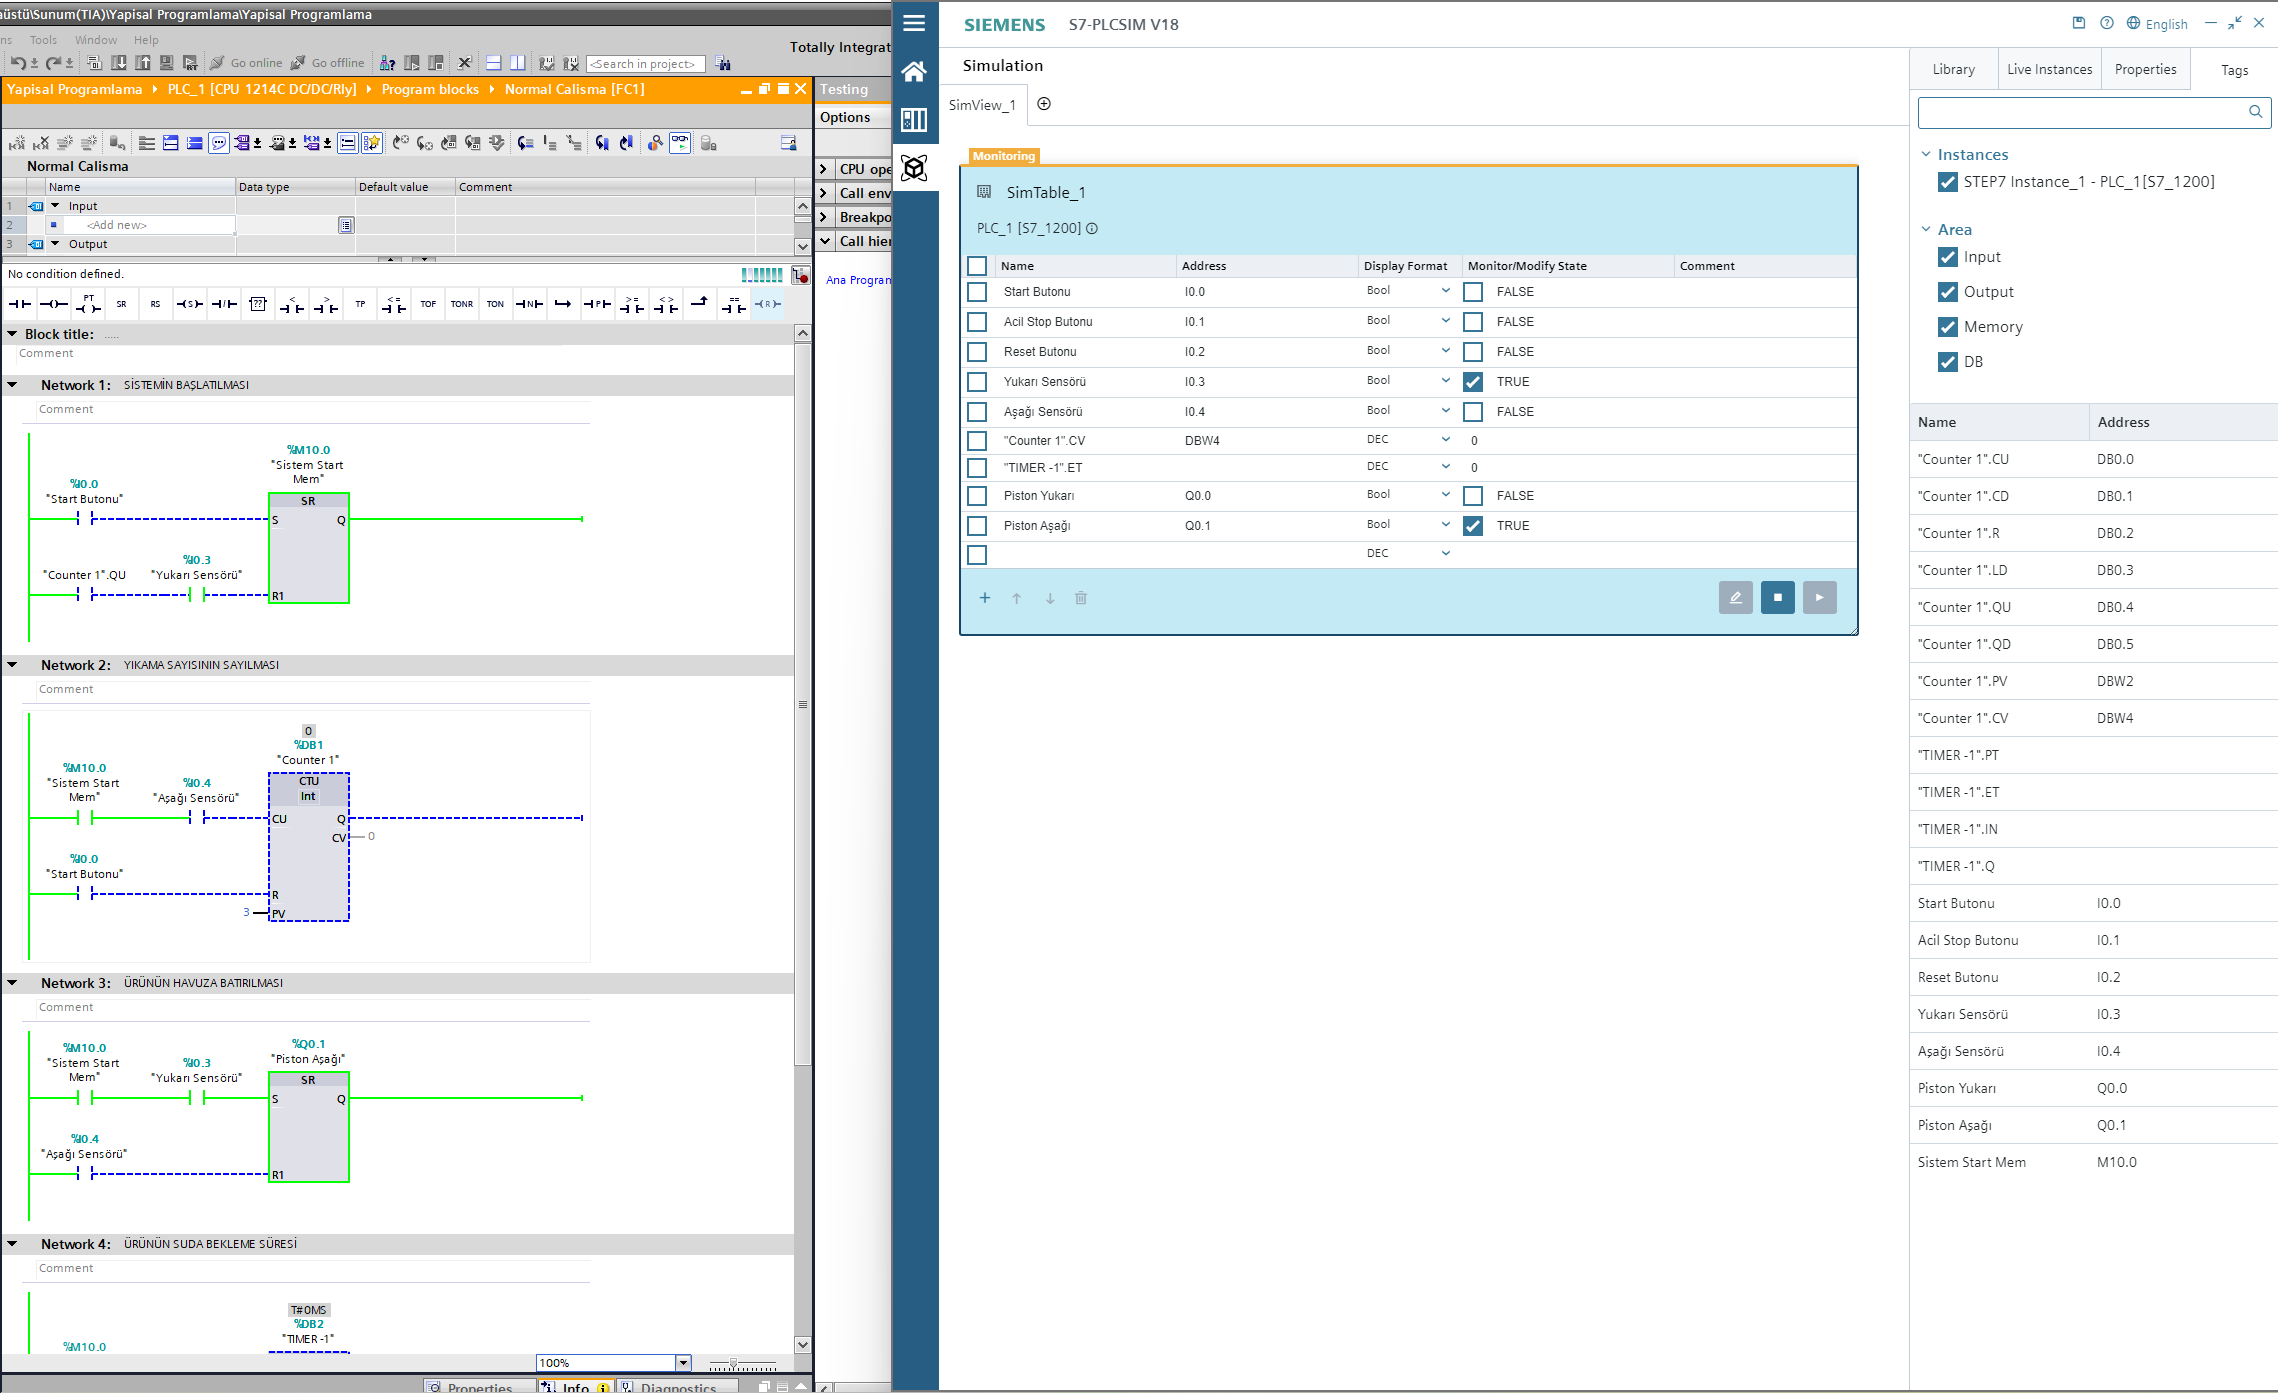 aüstü\Sunum(TIA)\Yapisal Programlama\Yapisal Programlama
ns Tools Window Help
Go online Go offline <Search in project>
Totally Integrat
Yapisal Programlama PLC_1 [CPU 1214C DC/DC/Rly] Program blocks Normal Calisma [FC1]
Normal Calisma
Name Data type Default value Comment
1 Input
2 <Add new>
3 Output
No condition defined.
PT SR RS S /  ?? < > TP <= TOF TONR TON N P >= <> == R
Block title: .....
Comment
Network 1: SİSTEMİN BAŞLATILMASI
Comment
%M10.0
"Sistem Start
Mem"
%I0.0
"Start Butonu"
SR
S Q
%I0.3
"Counter 1".QU "Yukarı Sensörü"
R1
Network 2: YIKAMA SAYISININ SAYILMASI
Comment
0
%DB1
"Counter 1"
%M10.0
"Sistem Start
Mem"
%I0.4
"Aşağı Sensörü"
CTU
Int
CU Q
CV 0
%I0.0
"Start Butonu"
R
3 PV
Network 3: ÜRÜNÜN HAVUZA BATIRILMASI
Comment
%M10.0
"Sistem Start
Mem"
%I0.3
"Yukarı Sensörü"
%Q0.1
"Piston Aşağı"
SR
S Q
%I0.4
"Aşağı Sensörü"
R1
Network 4: ÜRÜNÜN SUDA BEKLEME SÜRESİ
Comment
T#0MS
%DB2
"TIMER -1"
%M10.0
100%
Properties Info Diagnostics
Testing
Options
CPU ope
Call env
Breakpo
Call hier
Ana Program
SIEMENS S7-PLCSIM V18
English
Simulation
SimView_1
Monitoring
SimTable_1
PLC_1 [S7_1200]
Name Address Display Format Monitor/Modify State Comment
Start Butonu I0.0 Bool FALSE
Acil Stop Butonu I0.1 Bool FALSE
Reset Butonu I0.2 Bool FALSE
Yukarı Sensörü I0.3 Bool TRUE
Aşağı Sensörü I0.4 Bool FALSE
"Counter 1".CV DBW4 DEC 0
"TIMER -1".ET DEC 0
Piston Yukarı Q0.0 Bool FALSE
Piston Aşağı Q0.1 Bool TRUE
DEC
Library Live Instances Properties Tags
Instances
STEP7 Instance_1 - PLC_1[S7_1200]
Area
Input
Output
Memory
DB
Name Address
"Counter 1".CU DB0.0
"Counter 1".CD DB0.1
"Counter 1".R DB0.2
"Counter 1".LD DB0.3
"Counter 1".QU DB0.4
"Counter 1".QD DB0.5
"Counter 1".PV DBW2
"Counter 1".CV DBW4
"TIMER -1".PT
"TIMER -1".ET
"TIMER -1".IN
"TIMER -1".Q
Start Butonu I0.0
Acil Stop Butonu I0.1
Reset Butonu I0.2
Yukarı Sensörü I0.3
Aşağı Sensörü I0.4
Piston Yukarı Q0.0
Piston Aşağı Q0.1
Sistem Start Mem M10.0